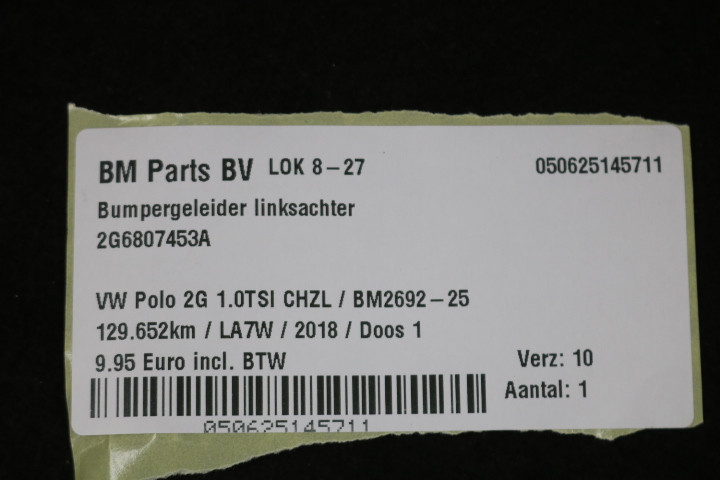 BM Parts BV LOK 8-27 050625145711
Bumpergeleider linksachter
2G6807453A
VW Polo 2G 1.0TSI CHZL / BM2692-25
129.652km / LA7W / 2018 / Doos 1
9.95 Euro incl. BTW Verz: 10
Aantal: 1
050625145711